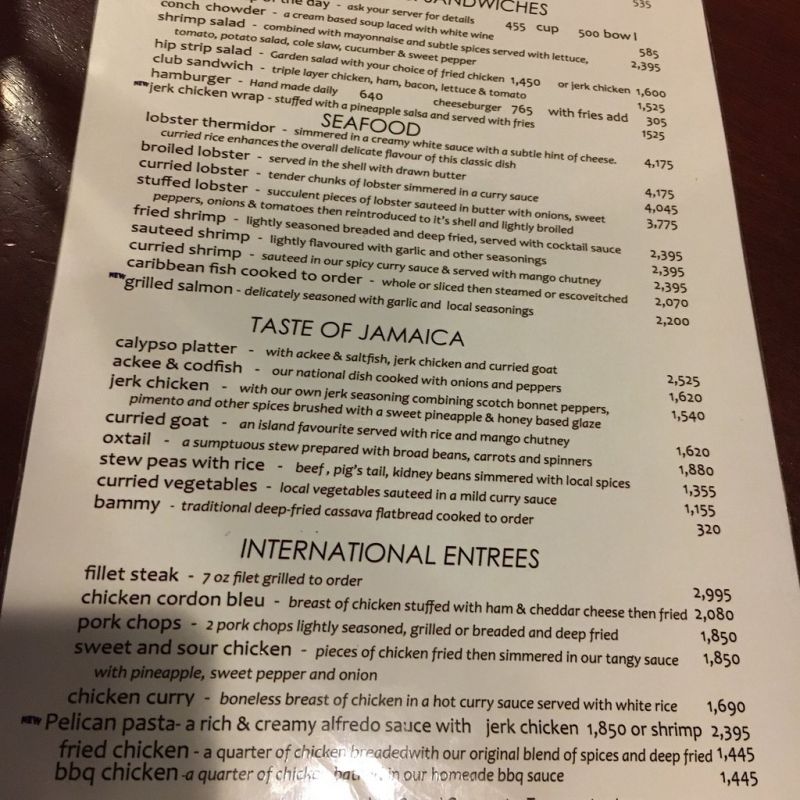 of the day - ask your server for details 455 cup 500 bowl
SANDWICHES 535
conch chowder - a cream based soup laced with white wine 585
shrimp salad - combined with mayonnaise and subtle spices served with lettuce, 2,395
tomato, potato salad, cole slaw, cucumber & sweet pepper
hip strip salad - Garden salad with your choice of fried chicken 1,450 or jerk chicken 1,600
club sandwich - triple layer chicken, ham, bacon, lettuce & tomato 1,525
hamburger - Hand made daily 640 cheeseburger 765 with fries add 305
NEW jerk chicken wrap - stuffed with a pineapple salsa and served with fries 1525
SEAFOOD
lobster thermidor - simmered in a creamy white sauce with a subtle hint of cheese. 4,175
curried rice enhances the overall delicate flavour of this classic dish
broiled lobster - served in the shell with drawn butter 4,175
curried lobster - tender chunks of lobster simmered in a curry sauce 4,045
stuffed lobster - succulent pieces of lobster sauteed in butter with onions, sweet 3,775
peppers, onions & tomatoes then reintroduced to it's shell and lightly broiled
fried shrimp - lightly seasoned breaded and deep fried, served with cocktail sauce 2,395
sauteed shrimp - lightly flavoured with garlic and other seasonings 2,395
curried shrimp - sauteed in our spicy curry sauce & served with mango chutney 2,395
caribbean fish cooked to order - whole or sliced then steamed or escoveitched 2,070
NEW grilled salmon - delicately seasoned with garlic and local seasonings 2,200
TASTE OF JAMAICA
calypso platter - with ackee & saltfish, jerk chicken and curried goat 2,525
ackee & codfish - our national dish cooked with onions and peppers 1,620
jerk chicken - with our own jerk seasoning combining scotch bonnet peppers, 1,540
pimento and other spices brushed with a sweet pineapple & honey based glaze
curried goat - an island favourite served with rice and mango chutney 1,620
oxtail - a sumptuous stew prepared with broad beans, carrots and spinners 1,880
stew peas with rice - beef, pig's tail, kidney beans simmered with local spices 1,355
curried vegetables - local vegetables sauteed in a mild curry sauce 1,155
bammy - traditional deep-fried cassava flatbread cooked to order 320
INTERNATIONAL ENTREES
fillet steak - 7 oz filet grilled to order 2,995
chicken cordon bleu - breast of chicken stuffed with ham & cheddar cheese then fried 2,080
pork chops - 2 pork chops lightly seasoned, grilled or breaded and deep fried 1,850
sweet and sour chicken - pieces of chicken fried then simmered in our tangy sauce 1,850
with pineapple, sweet pepper and onion
chicken curry - boneless breast of chicken in a hot curry sauce served with white rice 1,690
NEW Pelican pasta- a rich & creamy alfredo sauce with jerk chicken 1,850 or shrimp 2,395
fried chicken - a quarter of chicken breadedwith our original blend of spices and deep fried 1,445
bbq chicken -a quarter of in our homeade bbq sauce 1,445